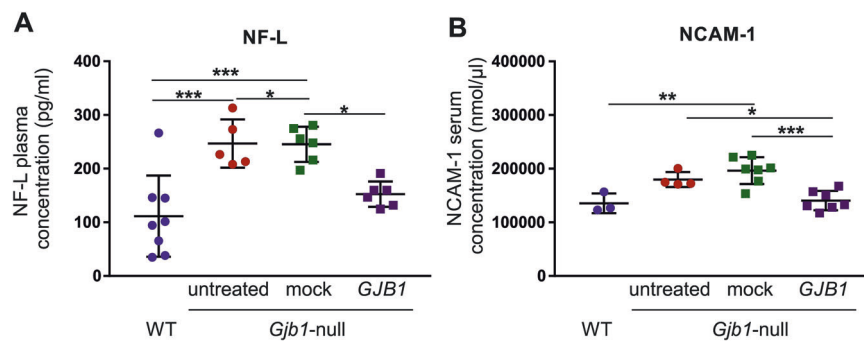 A
NF-L
NF-L plasma
concentration (pg/ml)
400
300
200
100
0
***
***
*
*
untreated
mock
GJB1
WT
Gjb1-null
B
NCAM-1
NCAM-1 serum
concentration (nmol/µl)
400000
300000
200000
100000
0
**
*
***
untreated
mock
GJB1
WT
Gjb1-null